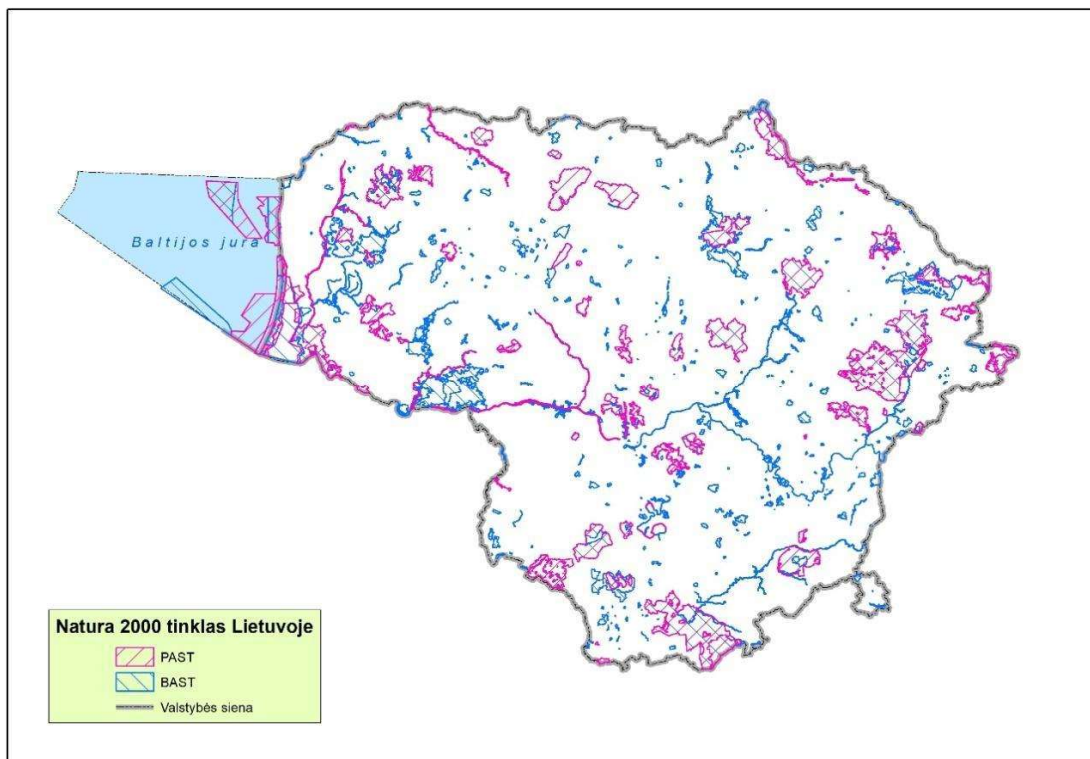 Baltijos jura
Natura 2000 tinklas Lietuvoje
PAST
BAST
Valstybės siena